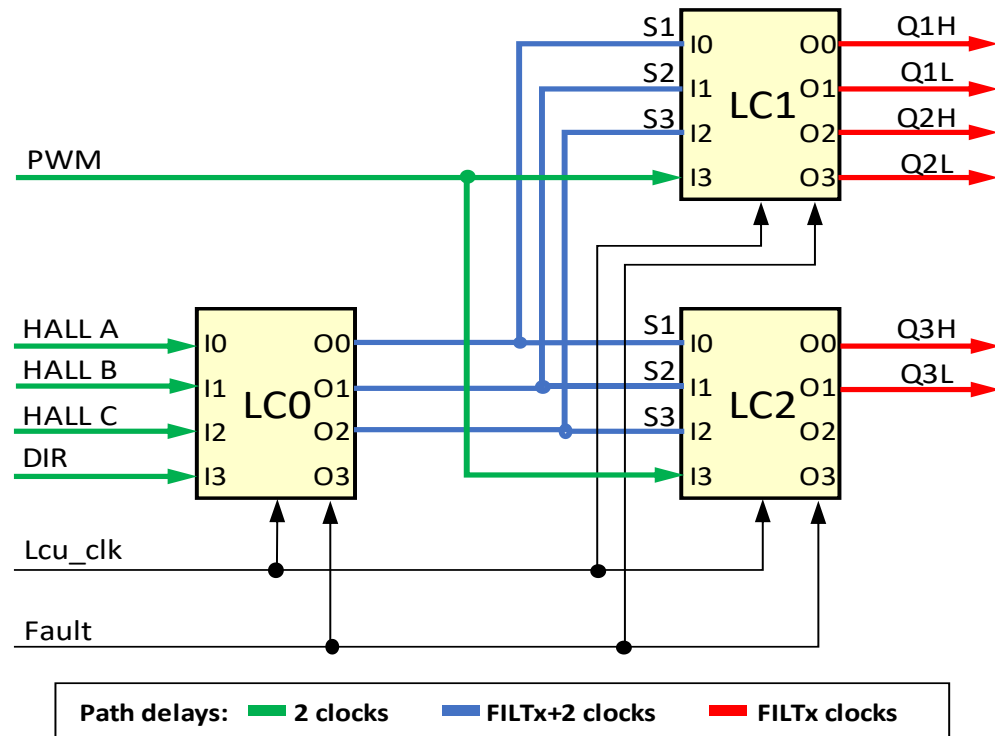 S1 I0 O0 Q1H
S2 I1 O1 Q1L
LC1
S3 I2 O2 Q2H
PWM I3 O3 Q2L
HALL A I0 O0 S1 I0 O0 Q3H
HALL B I1 O1 S2 I1 O1 Q3L
LC0 LC2
HALL C I2 O2 S3 I2 O2
DIR I3 O3 I3 O3
Lcu_clk
Fault
Path delays: 2 clocks FILTx+2 clocks FILTx clocks